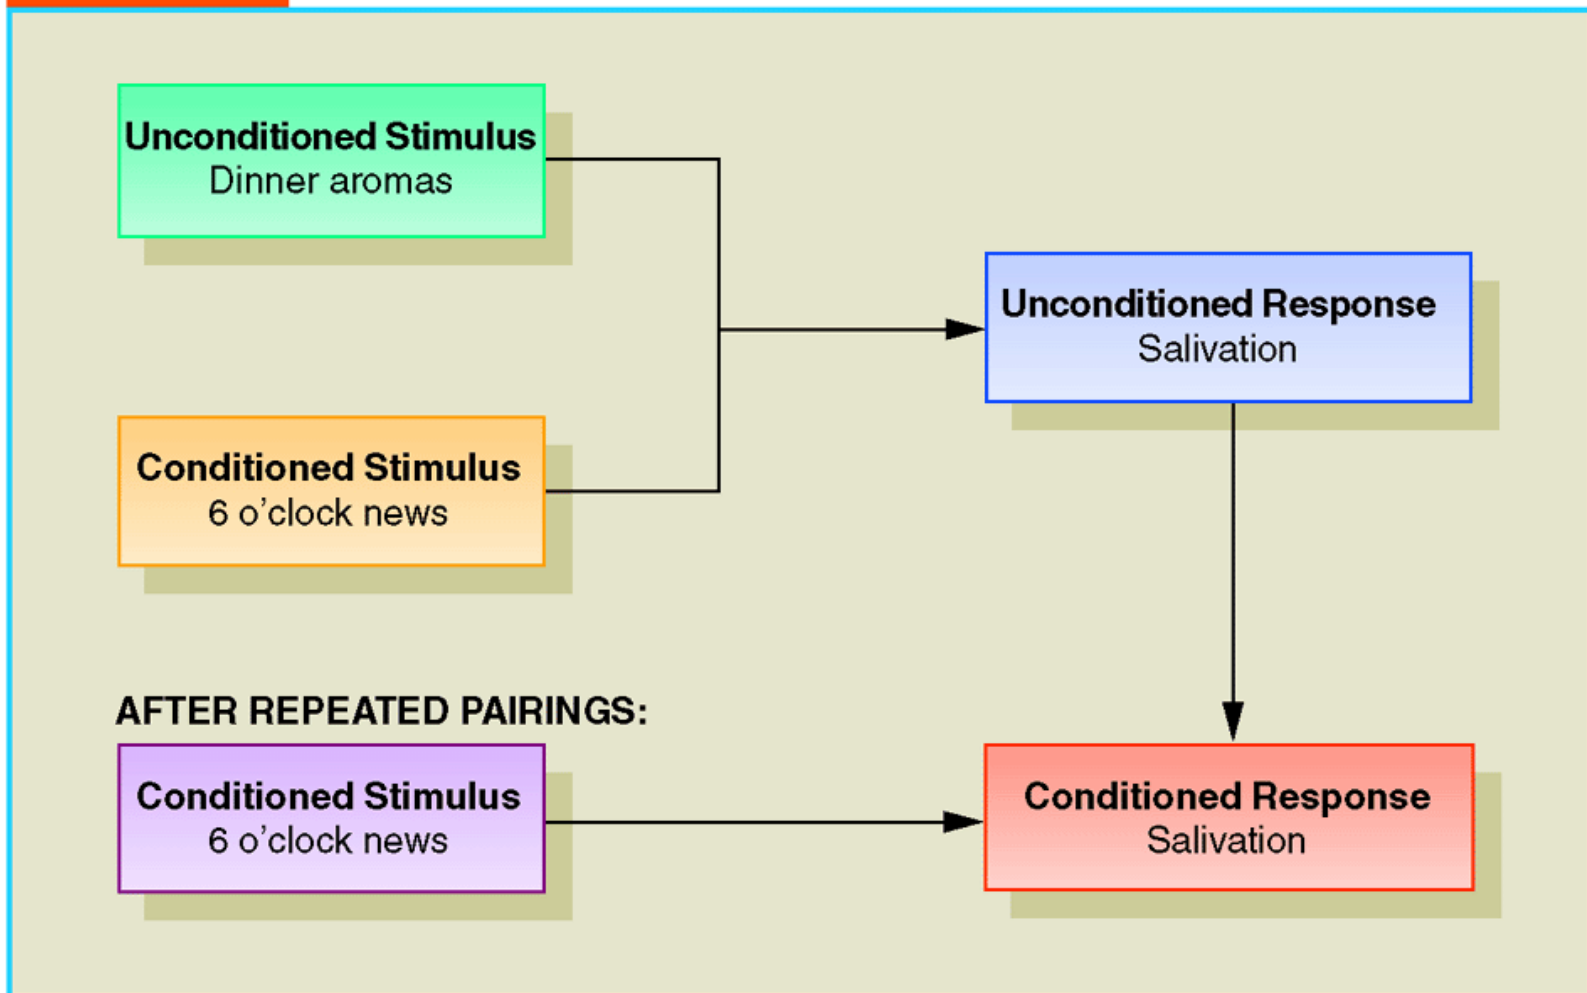 Unconditioned Stimulus
Dinner aromas
Unconditioned Response
Salivation
Conditioned Stimulus
6 o’clock news
AFTER REPEATED PAIRINGS:
Conditioned Stimulus
6 o’clock news
Conditioned Response
Salivation